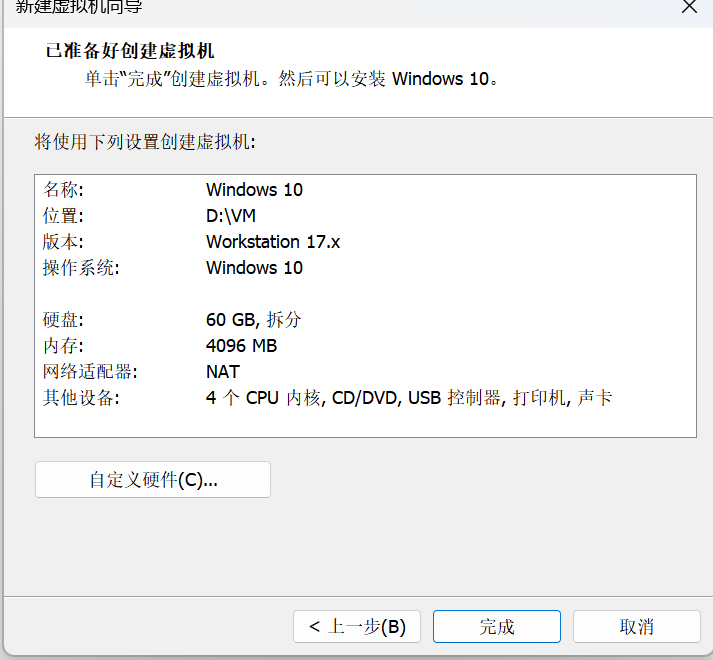 新建虚拟机向导
已准备好创建虚拟机
单击“完成”创建虚拟机。然后可以安装 Windows 10。
将使用下列设置创建虚拟机:
名称: Windows 10
位置: D:\VM
版本: Workstation 17.x
操作系统: Windows 10
硬盘: 60 GB, 拆分
内存: 4096 MB
网络适配器: NAT
其他设备: 4 个 CPU 内核, CD/DVD, USB 控制器, 打印机, 声卡
自定义硬件(C)...
< 上一步(B) 完成 取消